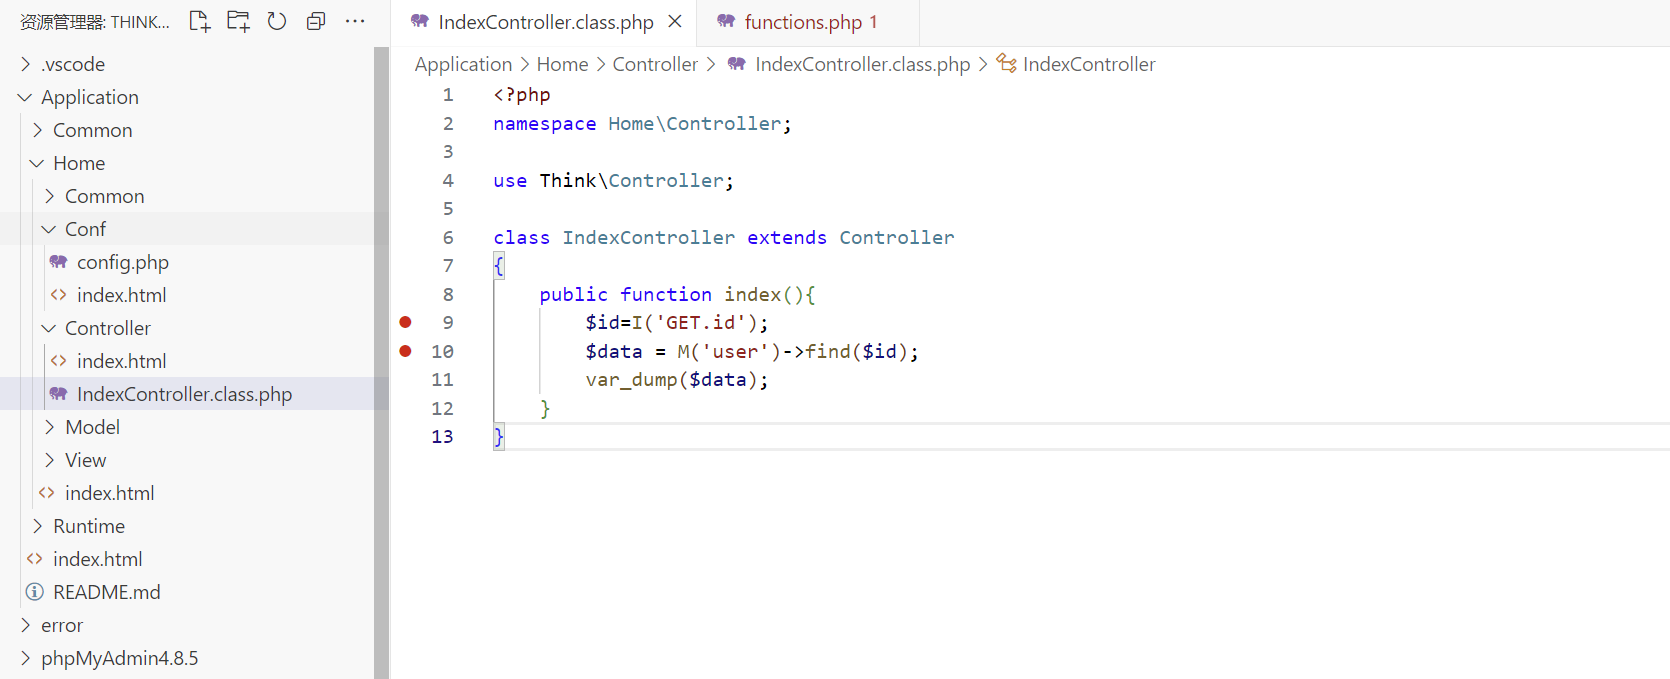 资源管理器: THINK...
.vscode
Application
Common
Home
Common
Conf
config.php
index.html
Controller
index.html
IndexController.class.php
Model
View
index.html
Runtime
index.html
README.md
error
phpMyAdmin4.8.5
IndexController.class.php
functions.php 1
Application > Home > Controller > IndexController.class.php > IndexController
1 <?php
2 namespace Home\Controller;
3
4 use Think\Controller;
5
6 class IndexController extends Controller
7 {
8 public function index(){
9 $id=I('GET.id');
10 $data = M('user')->find($id);
11 var_dump($data);
12 }
13 }